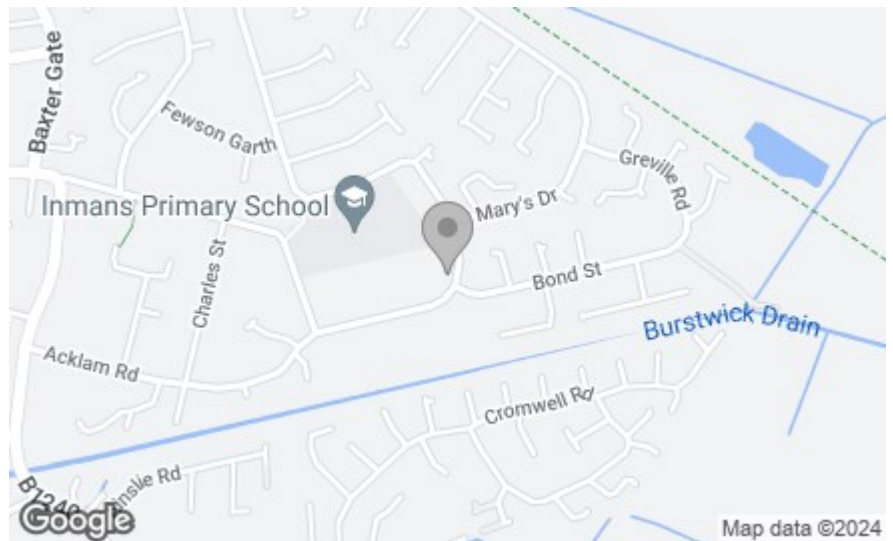 Baxter Gate
Fewson Garth
Greville Rd
Inmans Primary School
Mary's Dr
Charles St
Bond St
Burstwick Drain
Acklam Rd
Cromwell Rd
B1240
Google
Map data ©2024